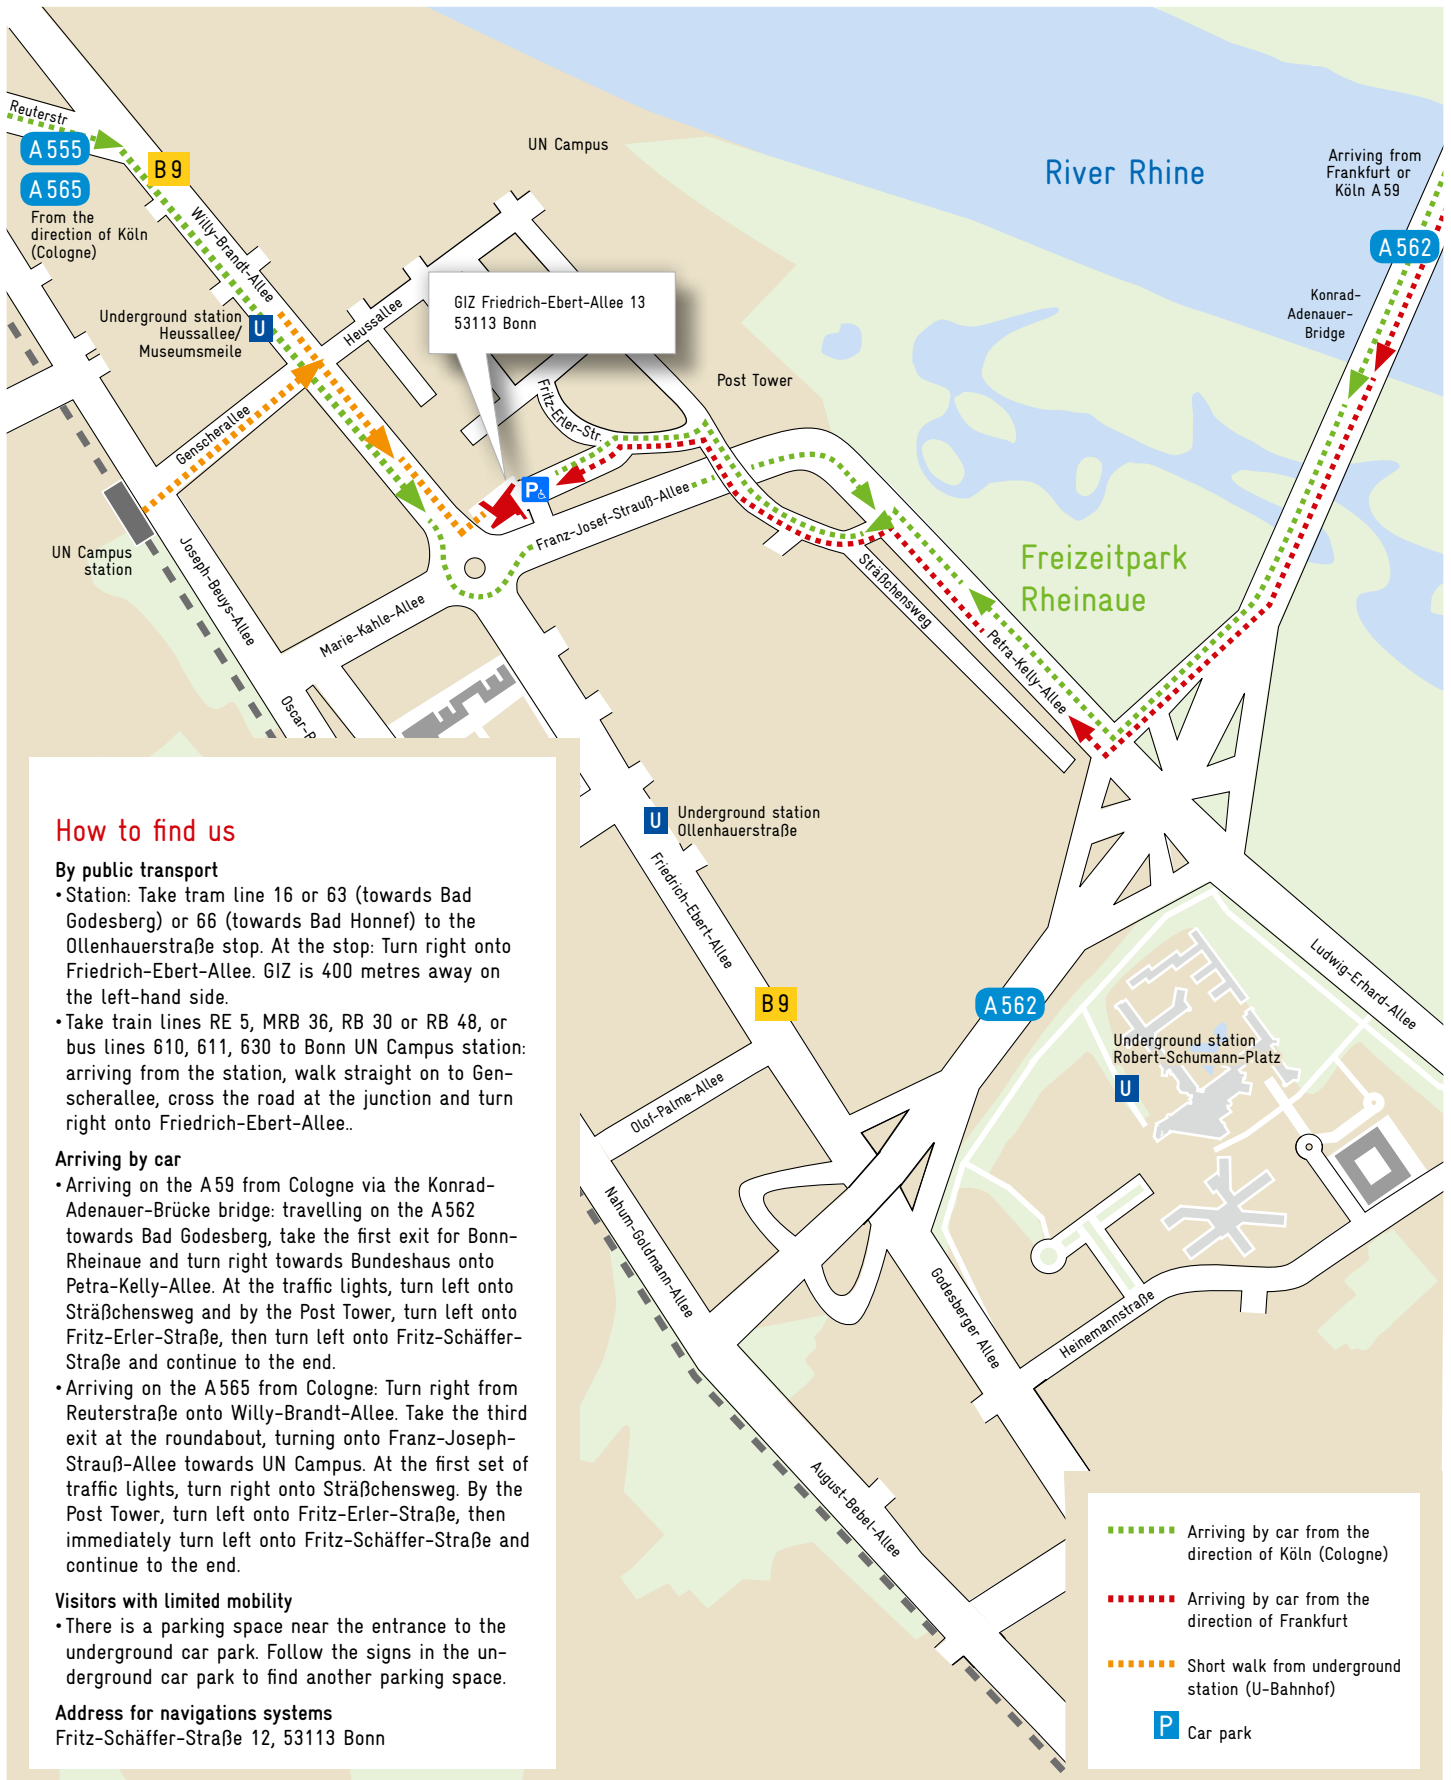 Reuterstr
A 555
A 565
From the
direction of Köln
(Cologne)
B 9
Willy-Brandt-Allee
UN Campus
River Rhine
Arriving from
Frankfurt or
Köln A 59
A 562
Konrad-
Adenauer-
Bridge
Underground station
Heussallee/
Museumsmeile
U
Heussallee
GIZ Friedrich-Ebert-Allee 13
53113 Bonn
Post Tower
Fritz-Erler-Str.
Genscherallee
P
Franz-Josef-Strauß-Allee
UN Campus
station
Joseph-Beuys-Allee
Marie-Kahle-Allee
Sträßchensweg
Freizeitpark
Rheinaue
Petra-Kelly-Allee
Oscar-R
U
Underground station
Ollenhauerstraße
Friedrich-Ebert-Allee
B 9
A 562
Ludwig-Erhard-Allee
Underground station
Robert-Schumann-Platz
U
Olof-Palme-Allee
Nahum-Goldmann-Allee
Godesberger Allee
Heinemannstraße
August-Bebel-Allee
How to find us
By public transport
• Station: Take tram line 16 or 63 (towards Bad
Godesberg) or 66 (towards Bad Honnef) to the
Ollenhauerstraße stop. At the stop: Turn right onto
Friedrich-Ebert-Allee. GIZ is 400 metres away on
the left-hand side.
• Take train lines RE 5, MRB 36, RB 30 or RB 48, or
bus lines 610, 611, 630 to Bonn UN Campus station:
arriving from the station, walk straight on to Gen-
scherallee, cross the road at the junction and turn
right onto Friedrich-Ebert-Allee..
Arriving by car
• Arriving on the A 59 from Cologne via the Konrad-
Adenauer-Brücke bridge: travelling on the A 562
towards Bad Godesberg, take the first exit for Bonn-
Rheinaue and turn right towards Bundeshaus onto
Petra-Kelly-Allee. At the traffic lights, turn left onto
Sträßchensweg and by the Post Tower, turn left onto
Fritz-Erler-Straße, then turn left onto Fritz-Schäffer-
Straße and continue to the end.
• Arriving on the A 565 from Cologne: Turn right from
Reuterstraße onto Willy-Brandt-Allee. Take the third
exit at the roundabout, turning onto Franz-Joseph-
Strauß-Allee towards UN Campus. At the first set of
traffic lights, turn right onto Sträßchensweg. By the
Post Tower, turn left onto Fritz-Erler-Straße, then
immediately turn left onto Fritz-Schäffer-Straße and
continue to the end.
Visitors with limited mobility
• There is a parking space near the entrance to the
underground car park. Follow the signs in the un-
derground car park to find another parking space.
Address for navigations systems
Fritz-Schäffer-Straße 12, 53113 Bonn
Arriving by car from the
direction of Köln (Cologne)
Arriving by car from the
direction of Frankfurt
Short walk from underground
station (U-Bahnhof)
P Car park